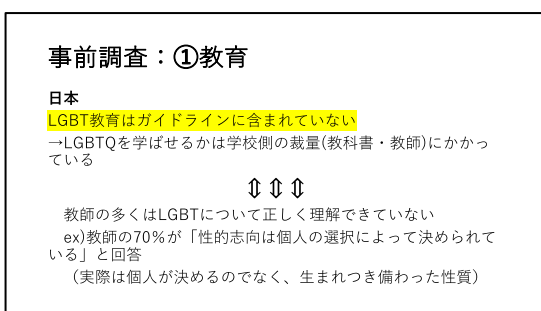 事前調査：①教育
日本
LGBT教育はガイドラインに含まれていない
→LGBTQを学ばせるかは学校側の裁量(教科書・教師)にかかっ
ている
⇕⇕⇕
教師の多くはLGBTについて正しく理解できていない
ex)教師の70%が「性的志向は個人の選択によって決められて
いる」と回答
（実際は個人が決めるのでなく、生まれつき備わった性質）